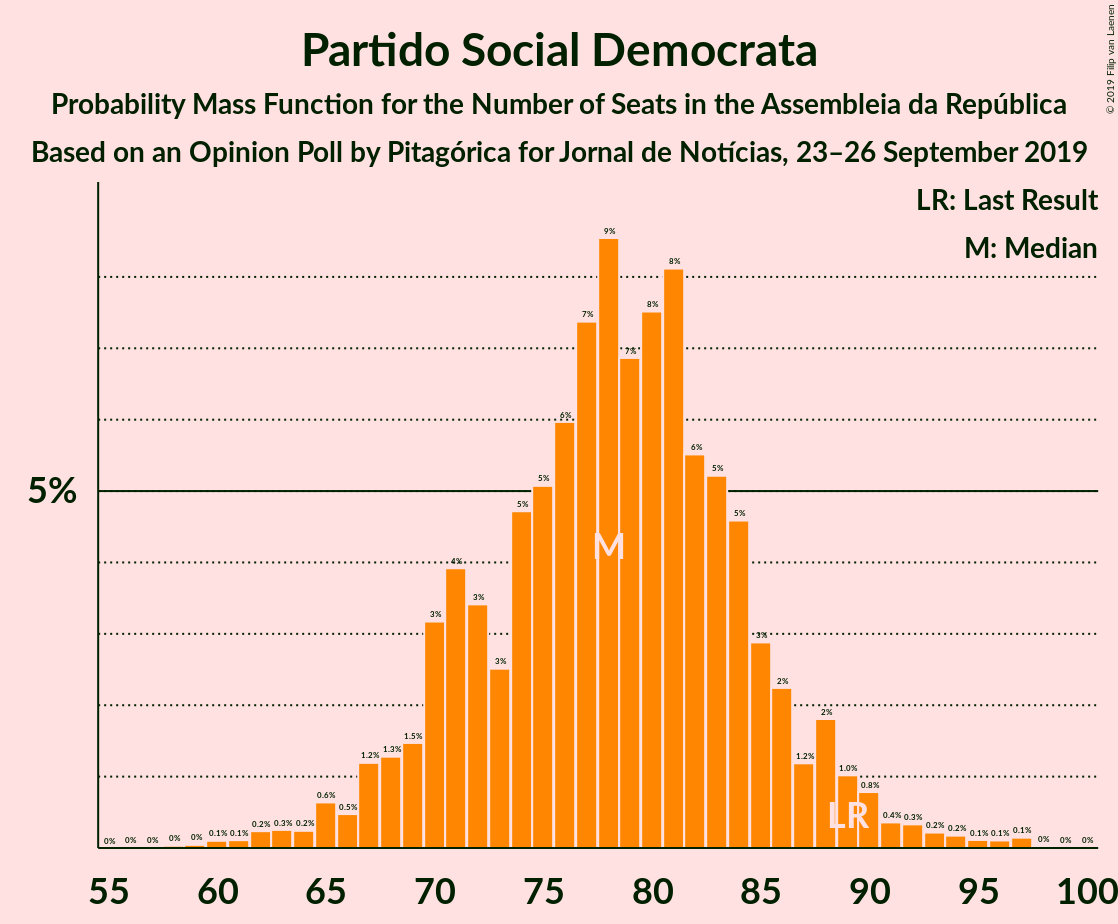 Partido Social Democrata
Probability Mass Function for the Number of Seats in the Assembleia da República
Based on an Opinion Poll by Pitagórica for Jornal de Notícias, 23–26 September 2019
© 2019 Filip van Laenen
LR: Last Result
M: Median
5%
0% 0% 0% 0% 0% 0.1% 0.1% 0.2% 0.3% 0.2% 0.6% 0.5% 1.2% 1.3% 1.5% 3% 4% 3% 3% 5% 5% 6% 7% 9% 7% 8% 8% 6% 5% 5% 3% 2% 1.2% 2% 1.0% 0.8% 0.4% 0.3% 0.2% 0.2% 0.1% 0.1% 0.1% 0% 0% 0%
M
LR
55 60 65 70 75 80 85 90 95 100